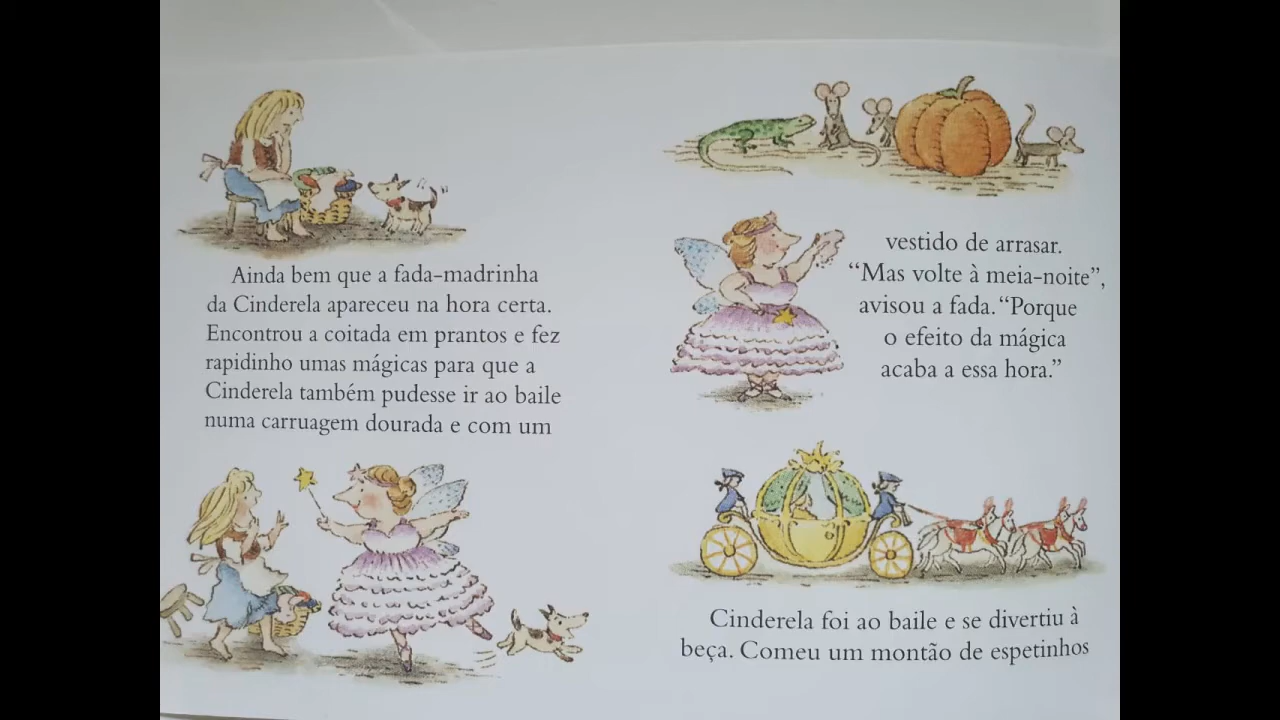 Ainda bem que a fada-madrinha
da Cinderela apareceu na hora certa.
Encontrou a coitada em prantos e fez
rapidinho umas mágicas para que a
Cinderela também pudesse ir ao baile
numa carruagem dourada e com um
vestido de arrasar.
“Mas volte à meia-noite”,
avisou a fada. “Porque
o efeito da mágica
acaba a essa hora.”
Cinderela foi ao baile e se divertiu à
beça. Comeu um montão de espetinhos